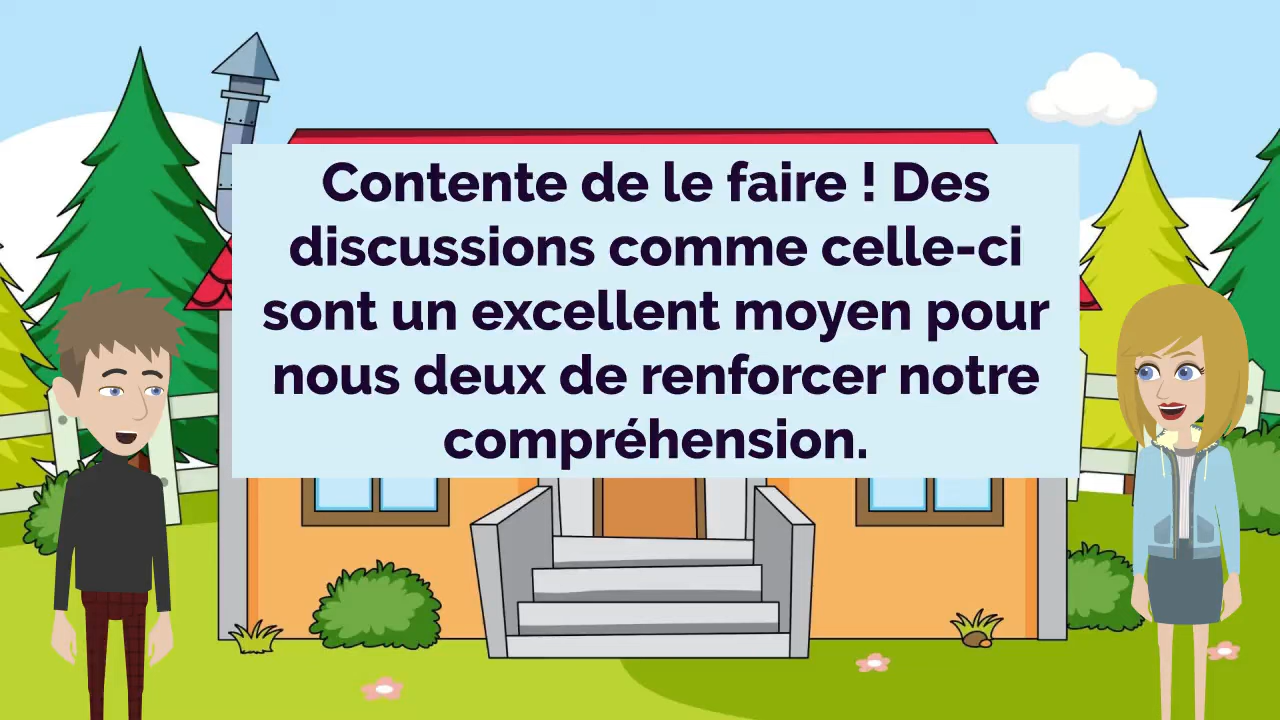 Contente de le faire ! Des
discussions comme celle-ci
sont un excellent moyen pour
nous deux de renforcer notre
compréhension.